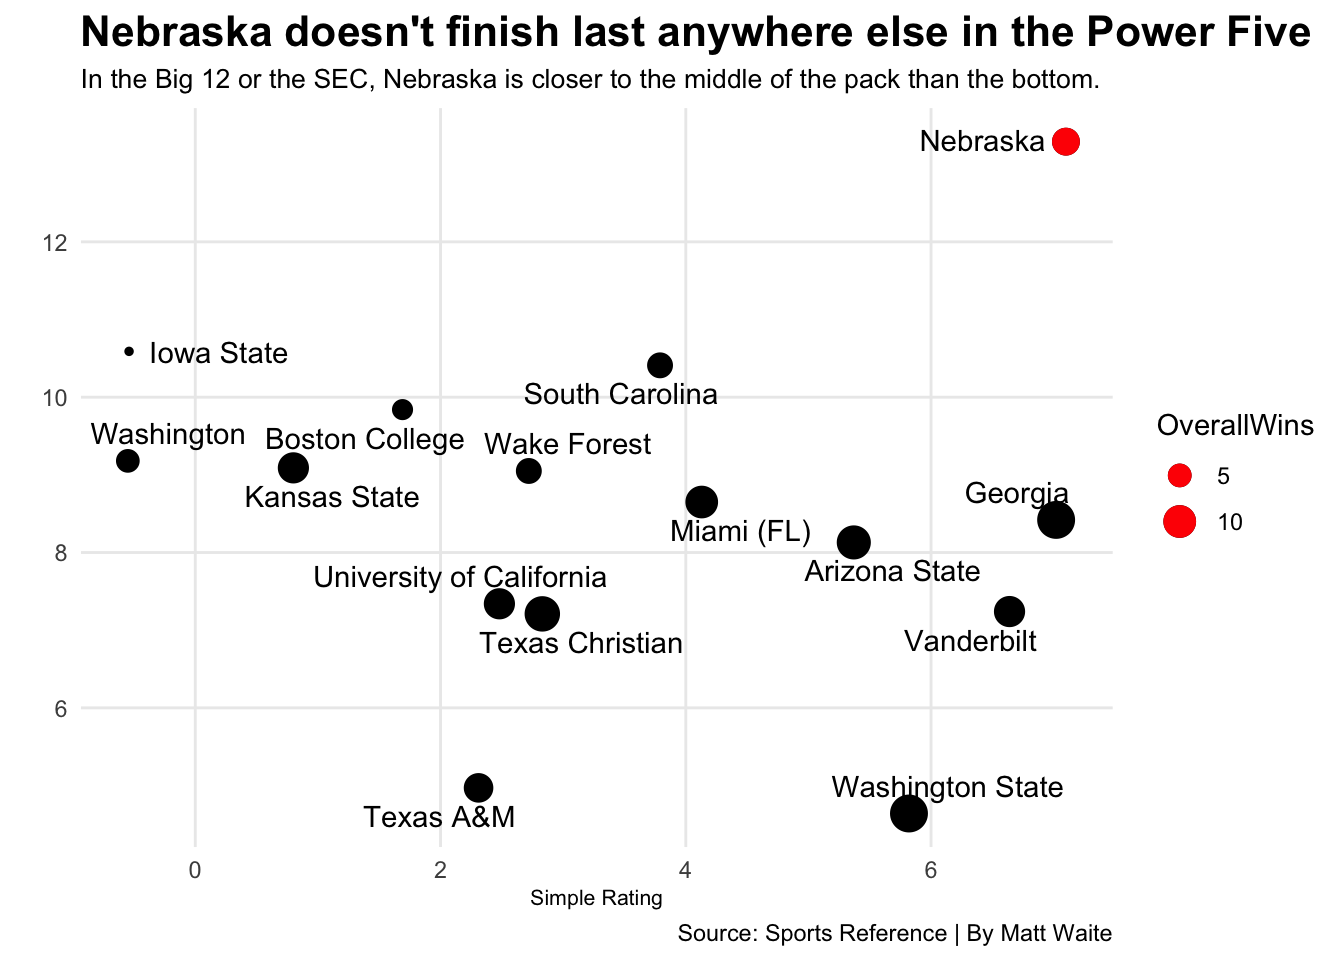 Nebraska doesn't finish last anywhere else in the Power Five
In the Big 12 or the SEC, Nebraska is closer to the middle of the pack than the bottom.
Nebraska
12
Iowa State
South Carolina
10
Washington
Boston College
Wake Forest
OverallWins
Kansas State
Georgia
5
Miami (FL)
10
8
University of California
Arizona State
Texas Christian
Vanderbilt
6
Washington State
Texas A&M
0 2 4 6
Simple Rating
Source: Sports Reference | By Matt Waite